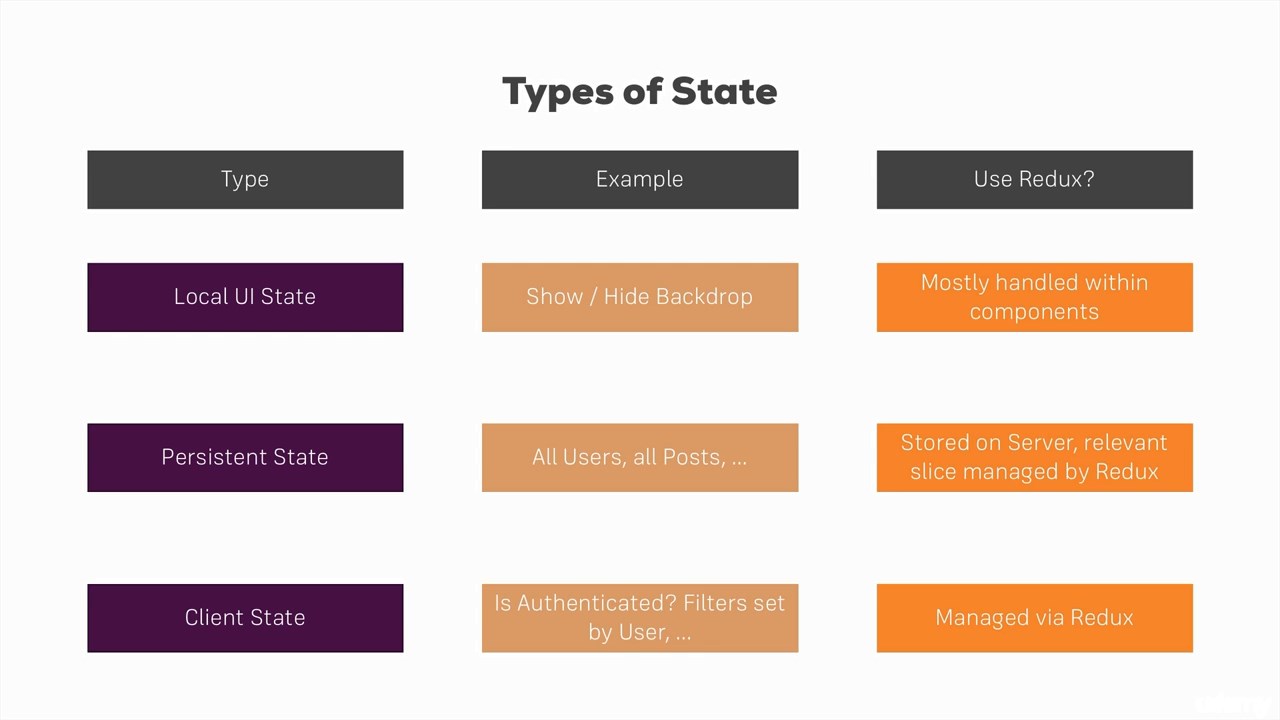 Types of State
Type
Example
Use Redux?
Local UI State
Show / Hide Backdrop
Mostly handled within
components
Persistent State
All Users, all Posts, ...
Stored on Server, relevant
slice managed by Redux
Client State
Is Authenticated? Filters set
by User, ...
Managed via Redux